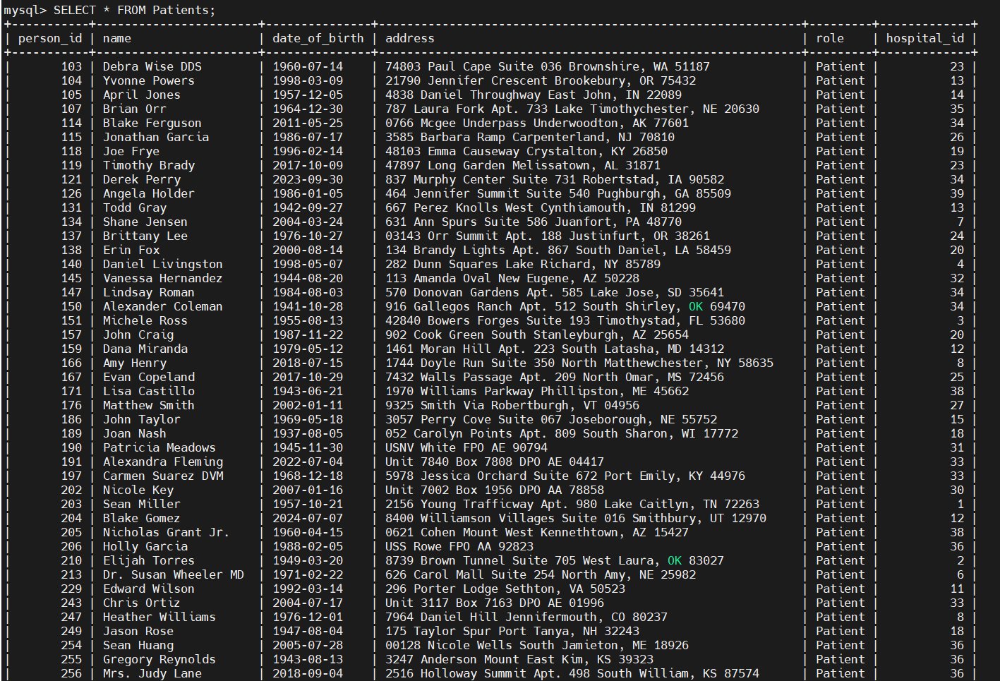 mysql> SELECT * FROM Patients;
+-----------+-----------------------+---------------+------------------------------------------------------------+---------+-------------+
| person_id | name                  | date_of_birth | address                                                    | role    | hospital_id |
+-----------+-----------------------+---------------+------------------------------------------------------------+---------+-------------+
|       103 | Debra Wise DDS        | 1960-07-14    | 74803 Paul Cape Suite 036 Brownshire, WA 51187             | Patient |          23 |
|       104 | Yvonne Powers         | 1998-03-09    | 21790 Jennifer Crescent Brookebury, OR 75432               | Patient |          13 |
|       105 | April Jones           | 1957-12-05    | 4838 Daniel Throughway East John, IN 22089                 | Patient |          14 |
|       107 | Brian Orr             | 1964-12-30    | 787 Laura Fork Apt. 733 Lake Timothychester, NE 20630      | Patient |          35 |
|       114 | Blake Ferguson        | 2011-05-25    | 0766 Mcgee Underpass Underwoodton, AK 77601                | Patient |          34 |
|       115 | Jonathan Garcia       | 1986-07-17    | 3585 Barbara Ramp Carpenterland, NJ 70810                  | Patient |          26 |
|       118 | Joe Frye              | 1996-02-14    | 48103 Emma Causeway Crystalton, KY 26850                   | Patient |          19 |
|       119 | Timothy Brady         | 2017-10-09    | 47897 Long Garden Melissatown, AL 31871                    | Patient |          23 |
|       121 | Derek Perry           | 2023-09-30    | 837 Murphy Center Suite 731 Robertstad, IA 90582           | Patient |          34 |
|       126 | Angela Holder         | 1986-01-05    | 464 Jennifer Summit Suite 540 Pughburgh, GA 85509          | Patient |          39 |
|       131 | Todd Gray             | 1942-09-27    | 667 Perez Knolls West Cynthiamouth, IN 81299               | Patient |          13 |
|       134 | Shane Jensen          | 2004-03-24    | 631 Ann Spurs Suite 586 Juanfort, PA 48770                 | Patient |           7 |
|       137 | Brittany Lee          | 1976-10-27    | 03143 Orr Summit Apt. 188 Justinfurt, OR 38261             | Patient |          24 |
|       138 | Erin Fox              | 2000-08-14    | 134 Brandy Lights Apt. 867 South Daniel, LA 58459          | Patient |          20 |
|       140 | Daniel Livingston     | 1998-05-07    | 282 Dunn Squares Lake Richard, NY 85789                    | Patient |           4 |
|       145 | Vanessa Hernandez     | 1944-08-20    | 113 Amanda Oval New Eugene, AZ 50228                       | Patient |          32 |
|       147 | Lindsay Roman         | 1984-08-03    | 570 Donovan Gardens Apt. 585 Lake Jose, SD 35641           | Patient |          34 |
|       150 | Alexander Coleman     | 1941-10-28    | 916 Gallegos Ranch Apt. 512 South Shirley, OK 69470        | Patient |          34 |
|       151 | Michele Ross          | 1955-08-13    | 42840 Bowers Forges Suite 193 Timothystad, FL 53680        | Patient |           3 |
|       157 | John Craig            | 1987-11-22    | 902 Cook Green South Stanleyburgh, AZ 25654                | Patient |          20 |
|       159 | Dana Miranda          | 1979-05-12    | 1461 Moran Hill Apt. 223 South Latasha, MD 14312           | Patient |          12 |
|       166 | Amy Henry             | 2018-07-15    | 1744 Doyle Run Suite 350 North Matthewchester, NY 58635    | Patient |           8 |
|       167 | Evan Copeland         | 2017-10-29    | 7432 Walls Passage Apt. 209 North Omar, MS 72456           | Patient |          25 |
|       171 | Lisa Castillo         | 1943-06-21    | 1970 Williams Parkway Phillipston, ME 45662                | Patient |          38 |
|       176 | Matthew Smith         | 2002-01-11    | 9325 Smith Via Robertburgh, VT 04956                       | Patient |          27 |
|       186 | John Taylor           | 1969-05-18    | 3057 Perry Cove Suite 067 Joseborough, NE 55752            | Patient |          15 |
|       189 | Joan Nash             | 1937-08-05    | 052 Carolyn Points Apt. 809 South Sharon, WI 17772         | Patient |          18 |
|       190 | Patricia Meadows      | 1945-11-30    | USNV White FPO AE 90794                                    | Patient |          31 |
|       191 | Alexandra Fleming     | 2022-07-04    | Unit 7840 Box 7808 DPO AE 04417                            | Patient |          33 |
|       197 | Carmen Suarez DVM     | 1968-12-18    | 5978 Jessica Orchard Suite 672 Port Emily, KY 44976        | Patient |          33 |
|       202 | Nicole Key            | 2007-01-16    | Unit 7002 Box 1956 DPO AA 78858                            | Patient |          30 |
|       203 | Sean Miller           | 1957-10-21    | 2156 Young Trafficway Apt. 980 Lake Caitlyn, TN 72263      | Patient |           1 |
|       204 | Blake Gomez           | 2024-07-07    | 8400 Williamson Villages Suite 016 Smithbury, UT 12970     | Patient |          12 |
|       205 | Nicholas Grant Jr.    | 1960-04-15    | 0621 Cohen Mount West Kennethtown, AZ 15427                | Patient |          38 |
|       206 | Holly Garcia          | 1988-02-05    | USS Rowe FPO AA 92823                                      | Patient |          36 |
|       210 | Elijah Torres         | 1949-03-20    | 8739 Brown Tunnel Suite 705 West Laura, OK 83027           | Patient |           2 |
|       213 | Dr. Susan Wheeler MD  | 1971-02-22    | 626 Carol Mall Suite 254 North Amy, NE 25982               | Patient |           6 |
|       229 | Edward Wilson         | 1992-03-14    | 296 Porter Lodge Sethton, VA 50523                         | Patient |          11 |
|       243 | Chris Ortiz           | 2004-07-17    | Unit 3117 Box 7163 DPO AE 01996                            | Patient |          33 |
|       247 | Heather Williams      | 1976-12-01    | 7964 Daniel Hill Jennifermouth, CO 80237                   | Patient |           8 |
|       249 | Jason Rose            | 1947-08-04    | 175 Taylor Spur Port Tanya, NH 32243                       | Patient |          18 |
|       254 | Sean Huang            | 2005-07-28    | 00128 Nicole Wells South Jamieton, ME 18926                | Patient |          36 |
|       255 | Gregory Reynolds      | 1943-08-13    | 3247 Anderson Mount East Kim, KS 39323                     | Patient |          36 |
|       256 | Mrs. Judy Lane        | 2018-09-04    | 2516 Holloway Summit Apt. 498 South William, KS 87574      | Patient |          36 |